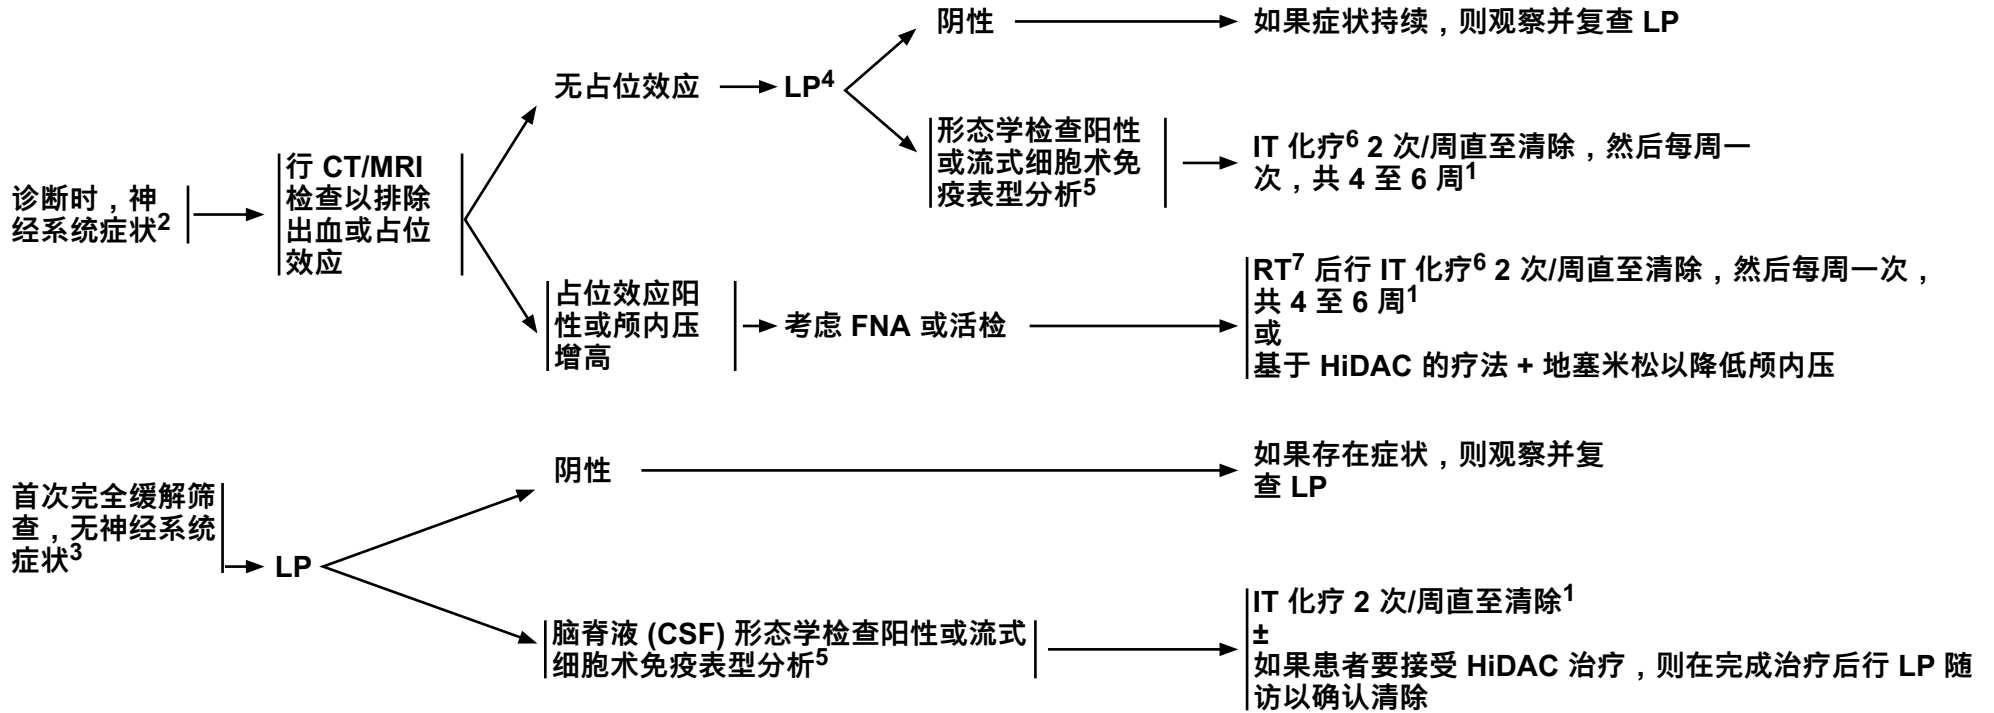 诊断时，神
经系统症状2
行 CT/MRI
检查以排除
出血或占位
效应
无占位效应
LP4
阴性
如果症状持续，则观察并复查 LP
形态学检查阳性
或流式细胞术免
疫表型分析5
IT 化疗6 2 次/周直至清除，然后每周一
次，共 4 至 6 周1
占位效应阳
性或颅内压
增高
考虑 FNA 或活检
RT7 后行 IT 化疗6 2 次/周直至清除，然后每周一次，
共 4 至 6 周1
或
基于 HiDAC 的疗法 + 地塞米松以降低颅内压
首次完全缓解筛
查，无神经系统
症状3
LP
阴性
如果存在症状，则观察并复
查 LP
脑脊液 (CSF) 形态学检查阳性或流式
细胞术免疫表型分析5
IT 化疗 2 次/周直至清除1
±
如果患者要接受 HiDAC 治疗，则在完成治疗后行 LP 随
访以确认清除